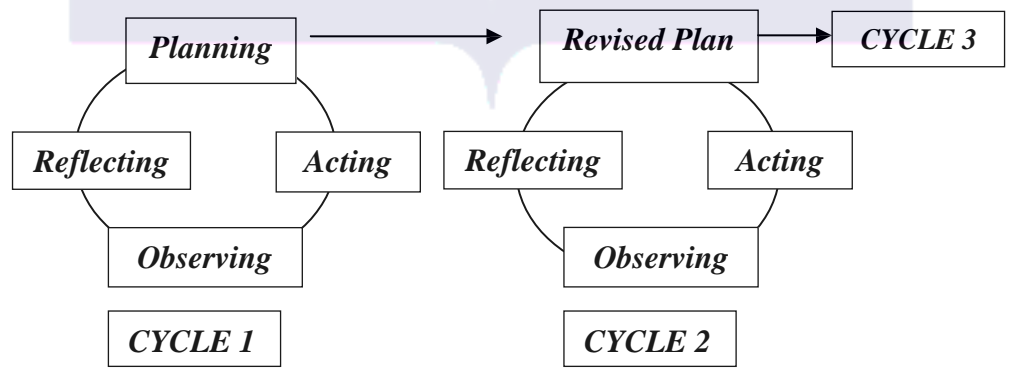 Planning
Revised Plan
CYCLE 3
Reflecting
Acting
Reflecting
Acting
Observing
Observing
CYCLE 1
CYCLE 2